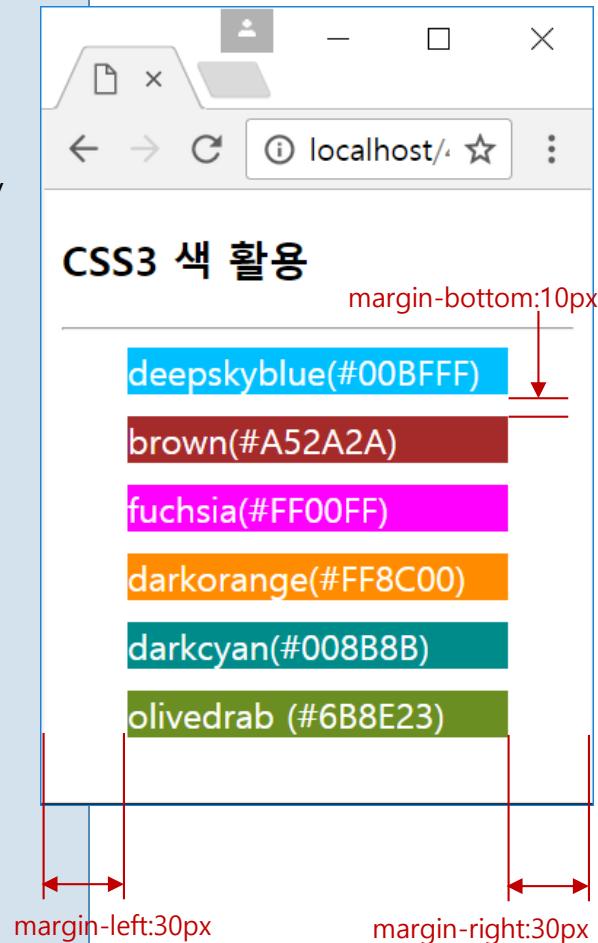 localhost/
CSS3 색 활용
margin-bottom:10px
deepskyblue(#00BFFF)
brown(#A52A2A)
fuchsia(#FF00FF)
darkorange(#FF8C00)
darkcyan(#008B8B)
olivedrab (#6B8E23)
margin-left:30px
margin-right:30px